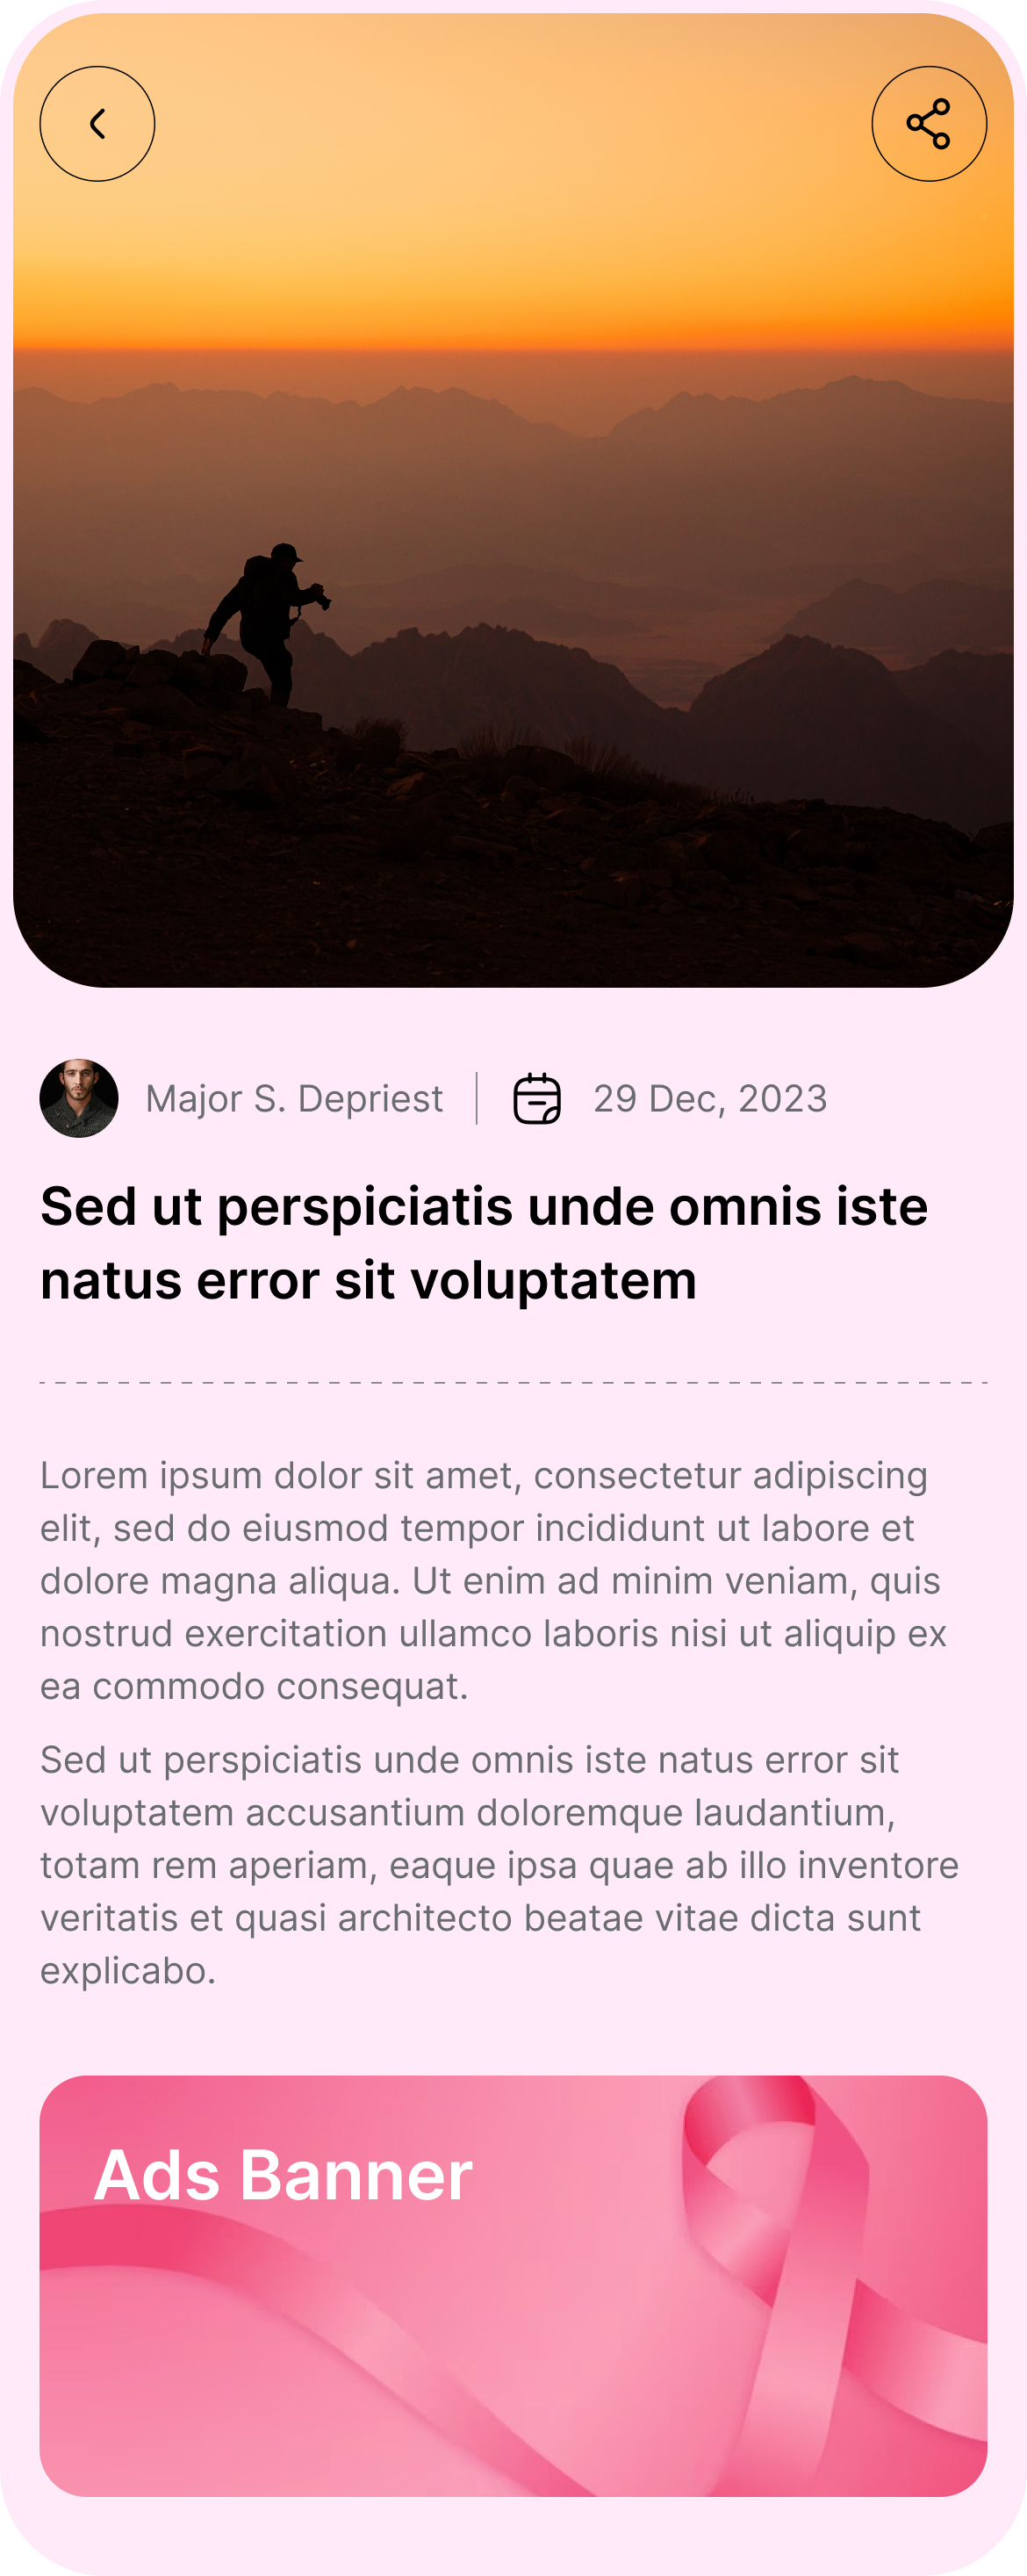 Major S. Depriest
29 Dec, 2023
Sed ut perspiciatis unde omnis iste
natus error sit voluptatem
Lorem ipsum dolor sit amet, consectetur adipiscing
elit, sed do eiusmod tempor incididunt ut labore et
dolore magna aliqua. Ut enim ad minim veniam, quis
nostrud exercitation ullamco laboris nisi ut aliquip ex
ea commodo consequat.
Sed ut perspiciatis unde omnis iste natus error sit
voluptatem accusantium doloremque laudantium,
totam rem aperiam, eaque ipsa quae ab illo inventore
veritatis et quasi architecto beatae vitae dicta sunt
explicabo.
Ads Banner